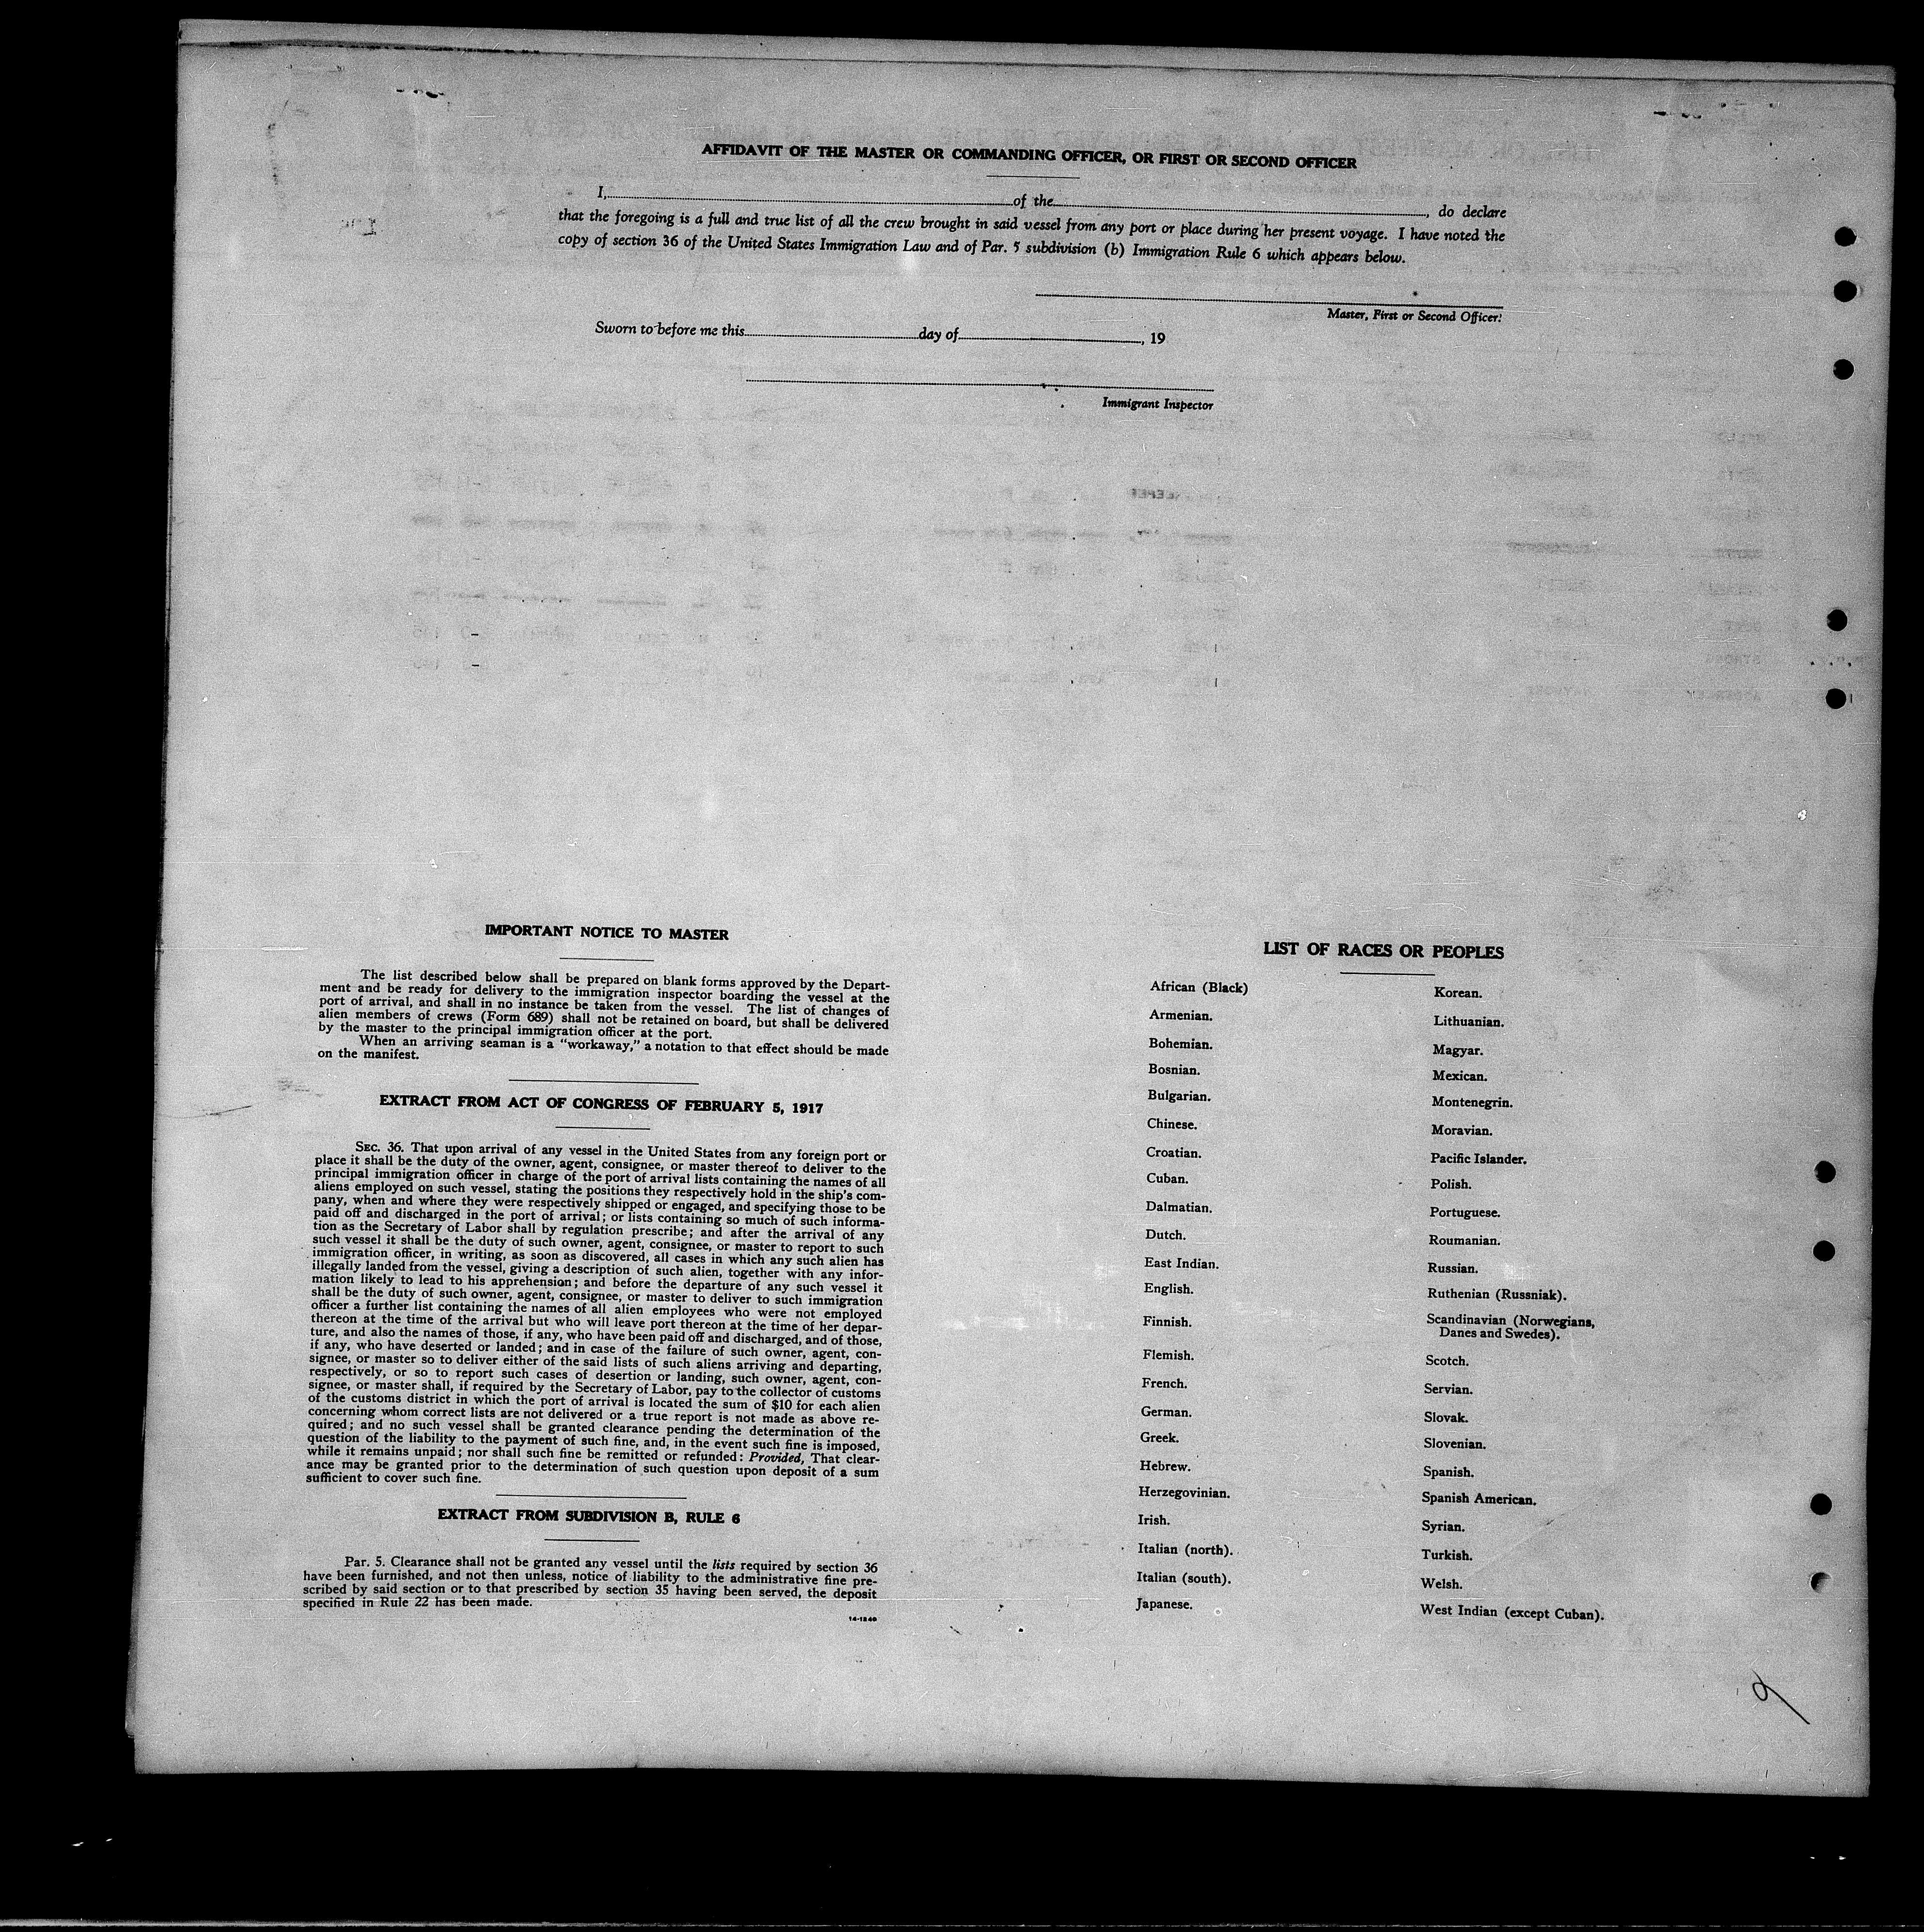 AFFIDAVIT OF THE MASTER OR COMMANDING OFFICER, OR FIRST OR SECOND OFFICER
I, of the , do declare
that the foregoing is a full and true list of all the crew brought in said vessel from any port or place during her present voyage. I have noted the
copy of section 36 of the United States Immigration Law and of Par. 5 subdivision (b) Immigration Rule 6 which appears below.
Master, First or Second Officer.
Sworn to before me this day of , 19
Immigrant Inspector
IMPORTANT NOTICE TO MASTER
The list described below shall be prepared on blank forms approved by the Depart-
ment and be ready for delivery to the immigration inspector boarding the vessel at the
port of arrival, and shall in no instance be taken from the vessel. The list of changes of
alien members of crews (Form 689) shall not be retained on board, but shall be delivered
by the master to the principal immigration officer at the port.
When an arriving seaman is a "workaway," a notation to that effect should be made
on the manifest.
EXTRACT FROM ACT OF CONGRESS OF FEBRUARY 5, 1917
SEC. 36. That upon arrival of any vessel in the United States from any foreign port or
place it shall be the duty of the owner, agent, consignee, or master thereof to deliver to the
principal immigration officer in charge of the port of arrival lists containing the names of all
aliens employed on such vessel, stating the positions they respectively hold in the ship's com-
pany, when and where they were respectively shipped or engaged, and specifying those to be
paid off and discharged in the port of arrival; or lists containing so much of such informa-
tion as the Secretary of Labor shall by regulation prescribe; and after the arrival of any
such vessel it shall be the duty of such owner, agent, consignee, or master to report to such
immigration officer, in writing, as soon as discovered, all cases in which any such alien has
illegally landed from the vessel, giving a description of such alien, together with any infor-
mation likely to lead to his apprehension; and before the departure of any such vessel it
shall be the duty of such owner, agent, consignee, or master to deliver to such immigration
officer a further list containing the names of all alien employees who were not employed
thereon at the time of the arrival but who will leave port thereon at the time of her depar-
ture, and also the names of those, if any, who have been paid off and discharged, and of those,
if any, who have deserted or landed; and in case of the failure of such owner, agent, con-
signee, or master so to deliver either of the said lists of such aliens arriving and departing,
respectively, or so to report such cases of desertion or landing, such owner, agent, con-
signee, or master shall, if required by the Secretary of Labor, pay to the collector of customs
of the customs district in which the port of arrival is located the sum of $10 for each alien
concerning whom correct lists are not delivered or a true report is not made as above re-
quired; and no such vessel shall be granted clearance pending the determination of the
question of the liability to the payment of such fine, and, in the event such fine is imposed,
while it remains unpaid; nor shall such fine be remitted or refunded: Provided, That clear-
ance may be granted prior to the determination of such question upon deposit of a sum
sufficient to cover such fine.
EXTRACT FROM SUBDIVISION B, RULE 6
Par. 5. Clearance shall not be granted any vessel until the lists required by section 36
have been furnished, and not then unless, notice of liability to the administrative fine pre-
scribed by said section or to that prescribed by section 35 having been served, the deposit
specified in Rule 22 has been made.
14-1240
LIST OF RACES OR PEOPLES
African (Black)
Armenian.
Bohemian.
Bosnian.
Bulgarian.
Chinese.
Croatian.
Cuban.
Dalmatian.
Dutch.
East Indian.
English.
Finnish.
Flemish.
French.
German.
Greek.
Hebrew.
Herzegovinian.
Irish.
Italian (north).
Italian (south).
Japanese.
Korean.
Lithuanian.
Magyar.
Mexican.
Montenegrin.
Moravian.
Pacific Islander.
Polish.
Portuguese.
Roumanian.
Russian.
Ruthenian (Russniak).
Scandinavian (Norwegians,
Danes and Swedes).
Scotch.
Servian.
Slovak.
Slovenian.
Spanish.
Spanish American.
Syrian.
Turkish.
Welsh.
West Indian (except Cuban).